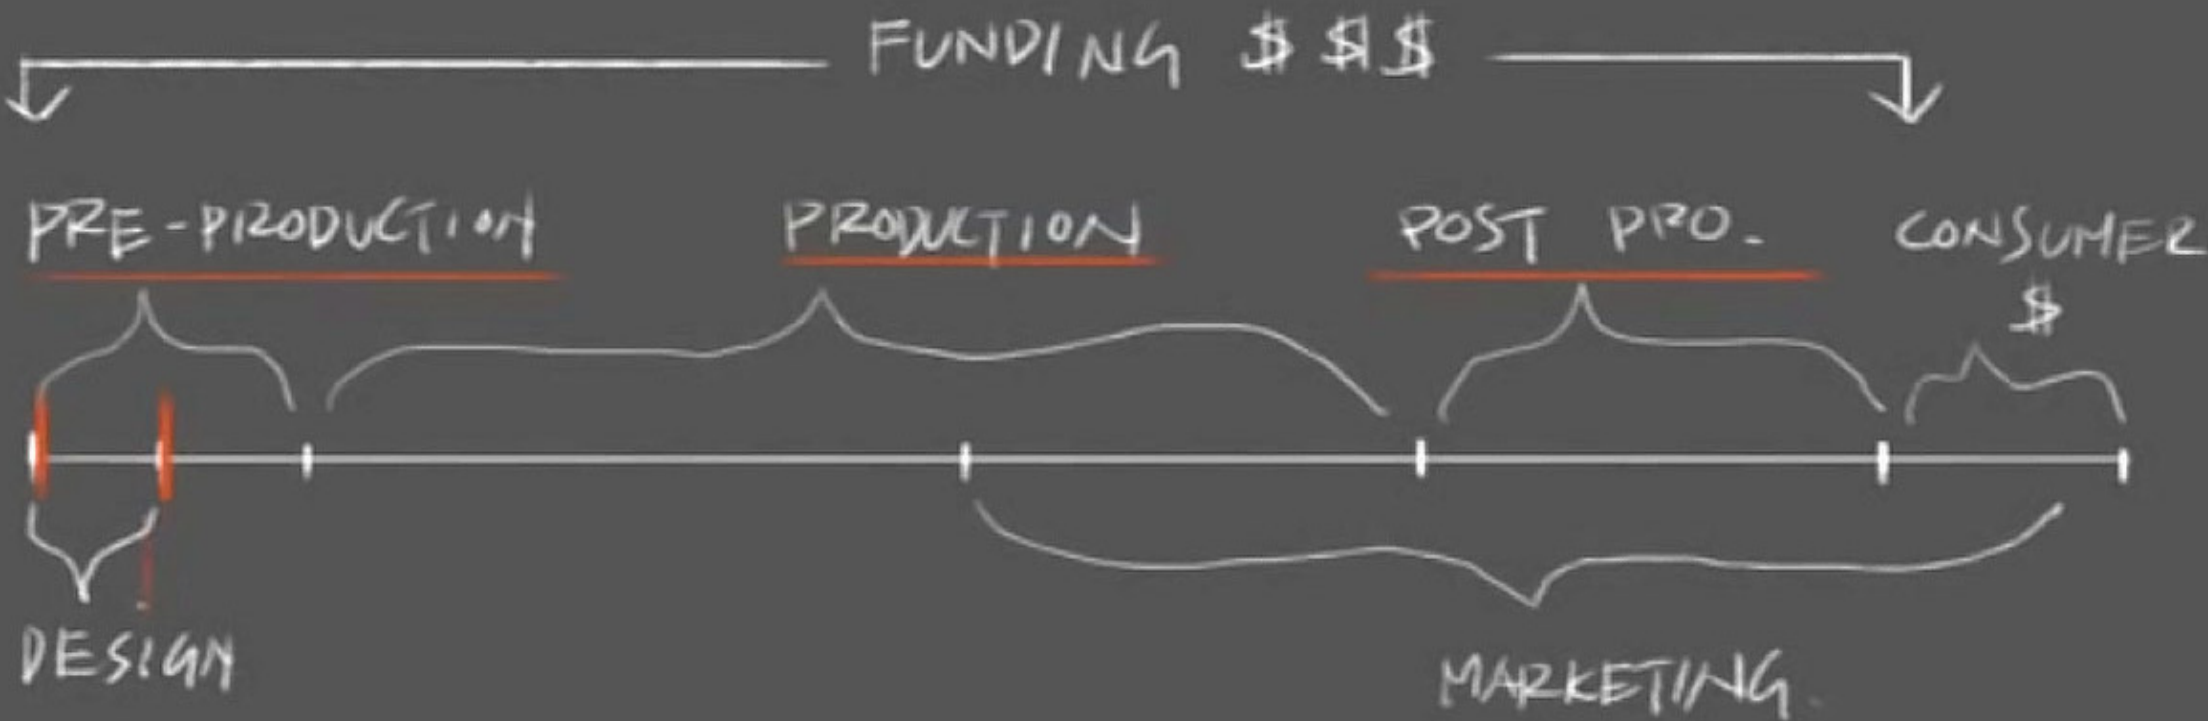 FUNDING $ $ $
PRE-PRODUCTION
PRODUCTION
POST PRO.
CONSUMER
$
DESIGN
MARKETING.